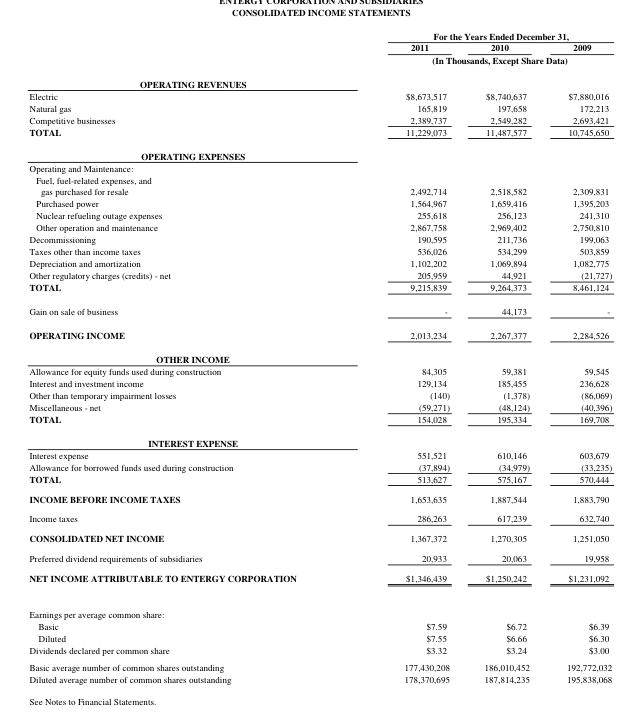 ENTERGY CORPORATION AND SUBSIDIARIES
CONSOLIDATED INCOME STATEMENTS
For the Years Ended December 31,
2011 2010 2009
(In Thousands, Except Share Data)
OPERATING REVENUES
Electric $8,673,517 $8,740,637 $7,880,016
Natural gas 165,819 197,658 172,213
Competitive businesses 2,389,737 2,549,282 2,693,421
TOTAL 11,229,073 11,487,577 10,745,650
OPERATING EXPENSES
Operating and Maintenance:
Fuel, fuel-related expenses, and
gas purchased for resale 2,492,714 2,518,582 2,309,831
Purchased power 1,564,967 1,659,416 1,395,203
Nuclear refueling outage expenses 255,618 256,123 241,310
Other operation and maintenance 2,867,758 2,969,402 2,750,810
Decommissioning 190,595 211,736 199,063
Taxes other than income taxes 536,026 534,299 503,859
Depreciation and amortization 1,102,202 1,069,894 1,082,775
Other regulatory charges (credits) - net 205,959 44,921 (21,727)
TOTAL 9,215,839 9,264,373 8,461,124
Gain on sale of business - 44,173 -
OPERATING INCOME 2,013,234 2,267,377 2,284,526
OTHER INCOME
Allowance for equity funds used during construction 84,305 59,381 59,545
Interest and investment income 129,134 185,455 236,628
Other than temporary impairment losses (140) (1,378) (86,069)
Miscellaneous - net (59,271) (48,124) (40,396)
TOTAL 154,028 195,334 169,708
INTEREST EXPENSE
Interest expense 551,521 610,146 603,679
Allowance for borrowed funds used during construction (37,894) (34,979) (33,235)
TOTAL 513,627 575,167 570,444
INCOME BEFORE INCOME TAXES 1,653,635 1,887,544 1,883,790
Income taxes 286,263 617,239 632,740
CONSOLIDATED NET INCOME 1,367,372 1,270,305 1,251,050
Preferred dividend requirements of subsidiaries 20,933 20,063 19,958
NET INCOME ATTRIBUTABLE TO ENTERGY CORPORATION $1,346,439 $1,250,242 $1,231,092
Earnings per average common share:
Basic $7.59 $6.72 $6.39
Diluted $7.55 $6.66 $6.30
Dividends declared per common share $3.32 $3.24 $3.00
Basic average number of common shares outstanding 177,430,208 186,010,452 192,772,032
Diluted average number of common shares outstanding 178,370,695 187,814,235 195,838,068
See Notes to Financial Statements.